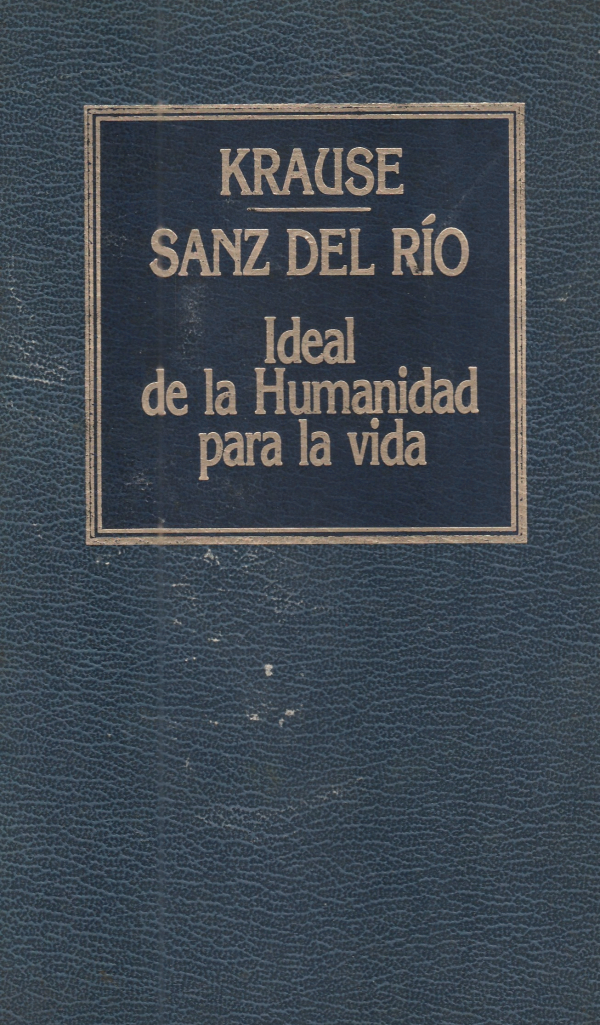 KRAUSE
SANZ DEL RÍO
Ideal
de la Humanidad
para la vida